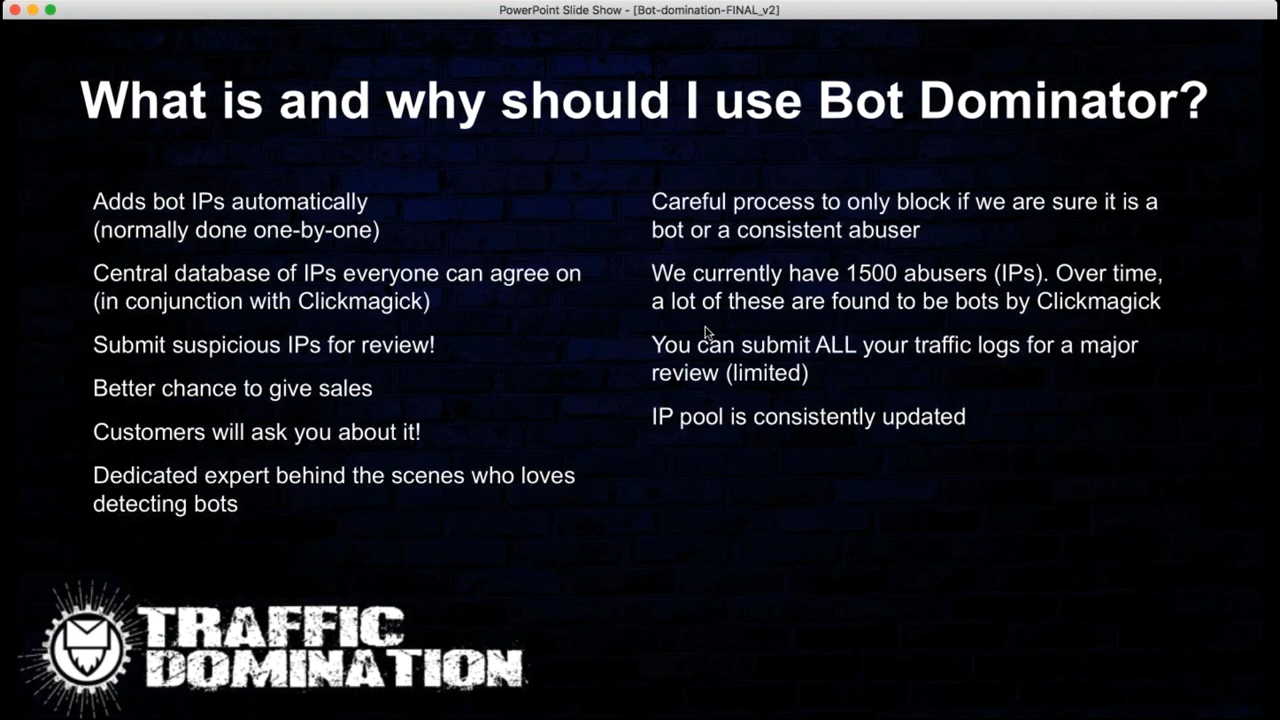 PowerPoint Slide Show - [Bot-domination-FINAL_v2]
What is and why should I use Bot Dominator?
Adds bot IPs automatically
(normally done one-by-one)
Central database of IPs everyone can agree on
(in conjunction with Clickmagick)
Submit suspicious IPs for review!
Better chance to give sales
Customers will ask you about it!
Dedicated expert behind the scenes who loves
detecting bots
Careful process to only block if we are sure it is a
bot or a consistent abuser
We currently have 1500 abusers (IPs). Over time,
a lot of these are found to be bots by Clickmagick
You can submit ALL your traffic logs for a major
review (limited)
IP pool is consistently updated
TRAFFIC
DOMINATION